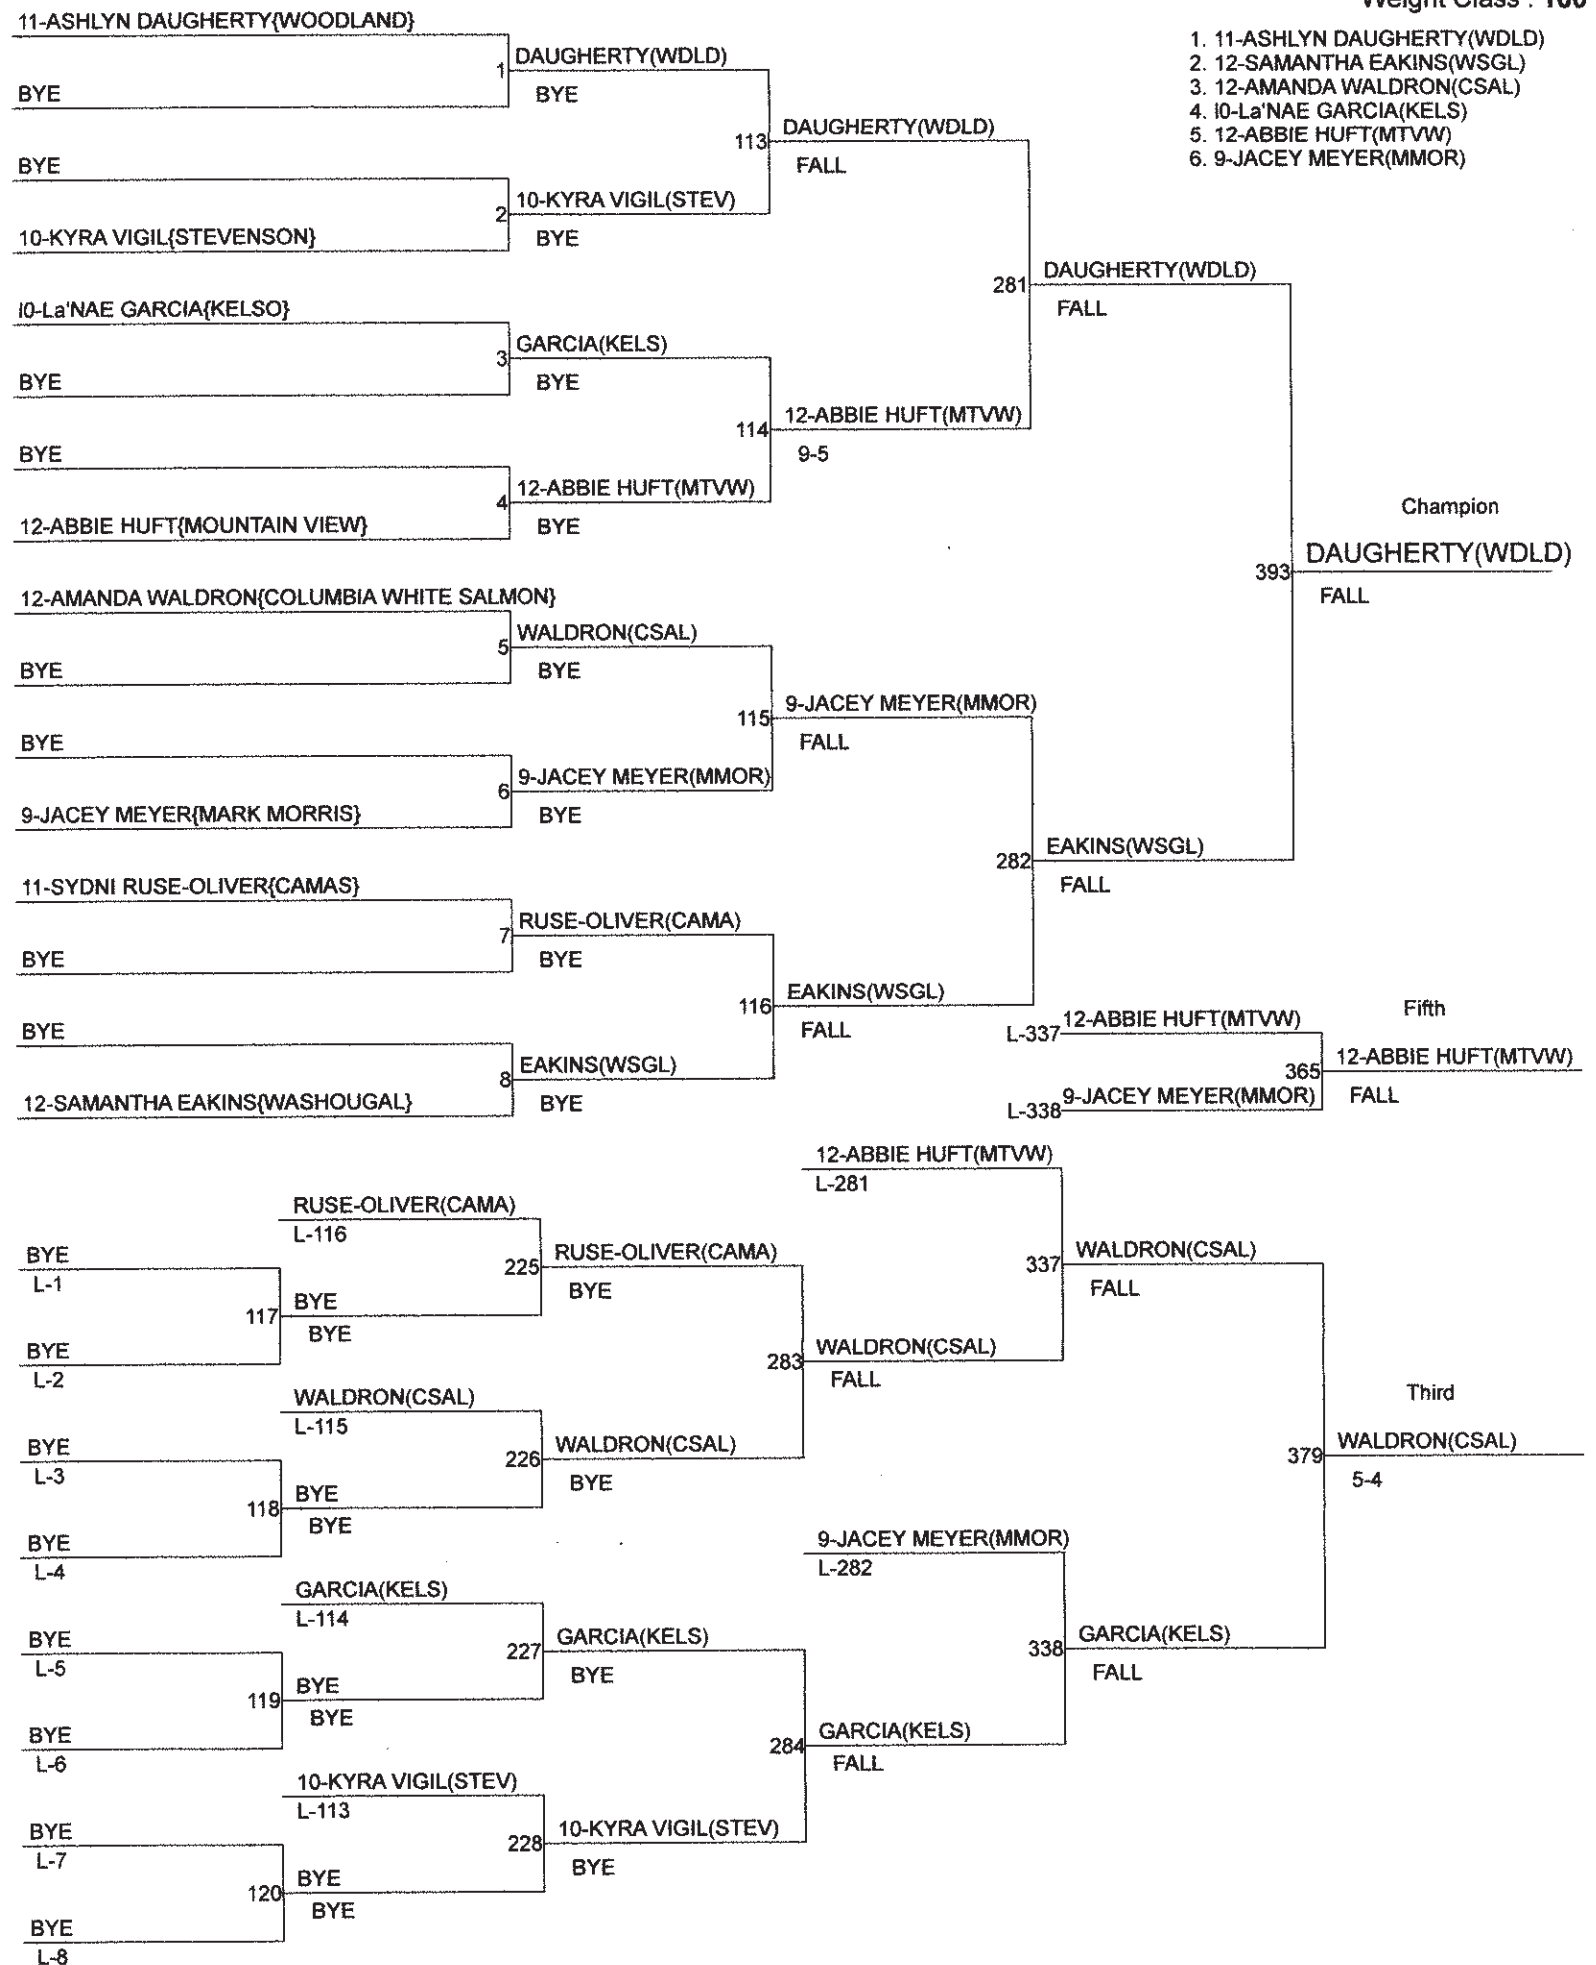 Weight Class : 100
1. 11-ASHLYN DAUGHERTY(WDLD)
2. 12-SAMANTHA EAKINS(WSGL)
3. 12-AMANDA WALDRON(CSAL)
4. I0-La'NAE GARCIA(KELS)
5. 12-ABBIE HUFT(MTVW)
6. 9-JACEY MEYER(MMOR)
11-ASHLYN DAUGHERTY{WOODLAND}
1
DAUGHERTY(WDLD)
BYE
BYE
113
DAUGHERTY(WDLD)
FALL
BYE
2
10-KYRA VIGIL(STEV)
BYE
10-KYRA VIGIL{STEVENSON}
281
DAUGHERTY(WDLD)
FALL
I0-La'NAE GARCIA{KELSO}
3
GARCIA(KELS)
BYE
BYE
114
12-ABBIE HUFT(MTVW)
9-5
BYE
4
12-ABBIE HUFT(MTVW)
BYE
12-ABBIE HUFT{MOUNTAIN VIEW}
Champion
393
DAUGHERTY(WDLD)
FALL
12-AMANDA WALDRON{COLUMBIA WHITE SALMON}
5
WALDRON(CSAL)
BYE
BYE
115
9-JACEY MEYER(MMOR)
FALL
BYE
6
9-JACEY MEYER(MMOR)
BYE
9-JACEY MEYER{MARK MORRIS}
282
EAKINS(WSGL)
FALL
11-SYDNI RUSE-OLIVER{CAMAS}
7
RUSE-OLIVER(CAMA)
BYE
BYE
116
EAKINS(WSGL)
FALL
BYE
8
EAKINS(WSGL)
BYE
12-SAMANTHA EAKINS{WASHOUGAL}
Fifth
L-337
12-ABBIE HUFT(MTVW)
365
12-ABBIE HUFT(MTVW)
FALL
L-338
9-JACEY MEYER(MMOR)
12-ABBIE HUFT(MTVW)
L-281
RUSE-OLIVER(CAMA)
L-116
BYE
L-1
225
RUSE-OLIVER(CAMA)
BYE
337
WALDRON(CSAL)
FALL
117
BYE
BYE
BYE
L-2
283
WALDRON(CSAL)
FALL
WALDRON(CSAL)
L-115
BYE
L-3
226
WALDRON(CSAL)
BYE
118
BYE
BYE
BYE
L-4
Third
379
WALDRON(CSAL)
5-4
9-JACEY MEYER(MMOR)
L-282
GARCIA(KELS)
L-114
BYE
L-5
227
GARCIA(KELS)
BYE
338
GARCIA(KELS)
FALL
119
BYE
BYE
BYE
L-6
284
GARCIA(KELS)
FALL
10-KYRA VIGIL(STEV)
L-113
BYE
L-7
228
10-KYRA VIGIL(STEV)
BYE
120
BYE
BYE
BYE
L-8